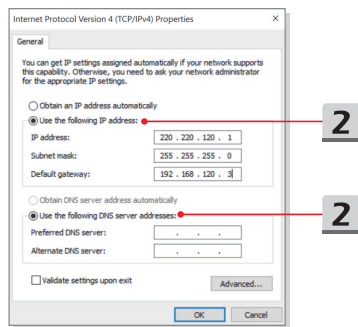 Internet Protocol Version 4 (TCP/IPv4) Properties
General
You can get IP settings assigned automatically if your network supports
this capability. Otherwise, you need to ask your network administrator
for the appropriate IP settings.
Obtain an IP address automatically
Use the following IP address:
2
IP address: 220 . 220 . 120 . 1
Subnet mask: 255 . 255 . 255 . 0
Default gateway: 192 . 168 . 120 . 3
Obtain DNS server address automatically
Use the following DNS server addresses:
2
Preferred DNS server: . . .
Alternate DNS server: . . .
Validate settings upon exit
Advanced...
OK Cancel